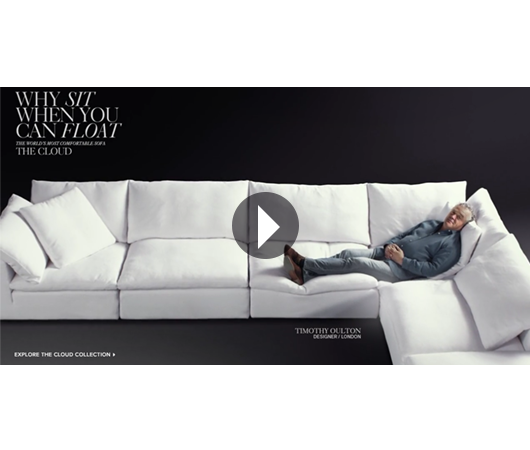 WHY SIT
WHEN YOU
CAN FLOAT
THE WORLD'S MOST COMFORTABLE SOFA
THE CLOUD
TIMOTHY OULTON
DESIGNER / LONDON
EXPLORE THE CLOUD COLLECTION